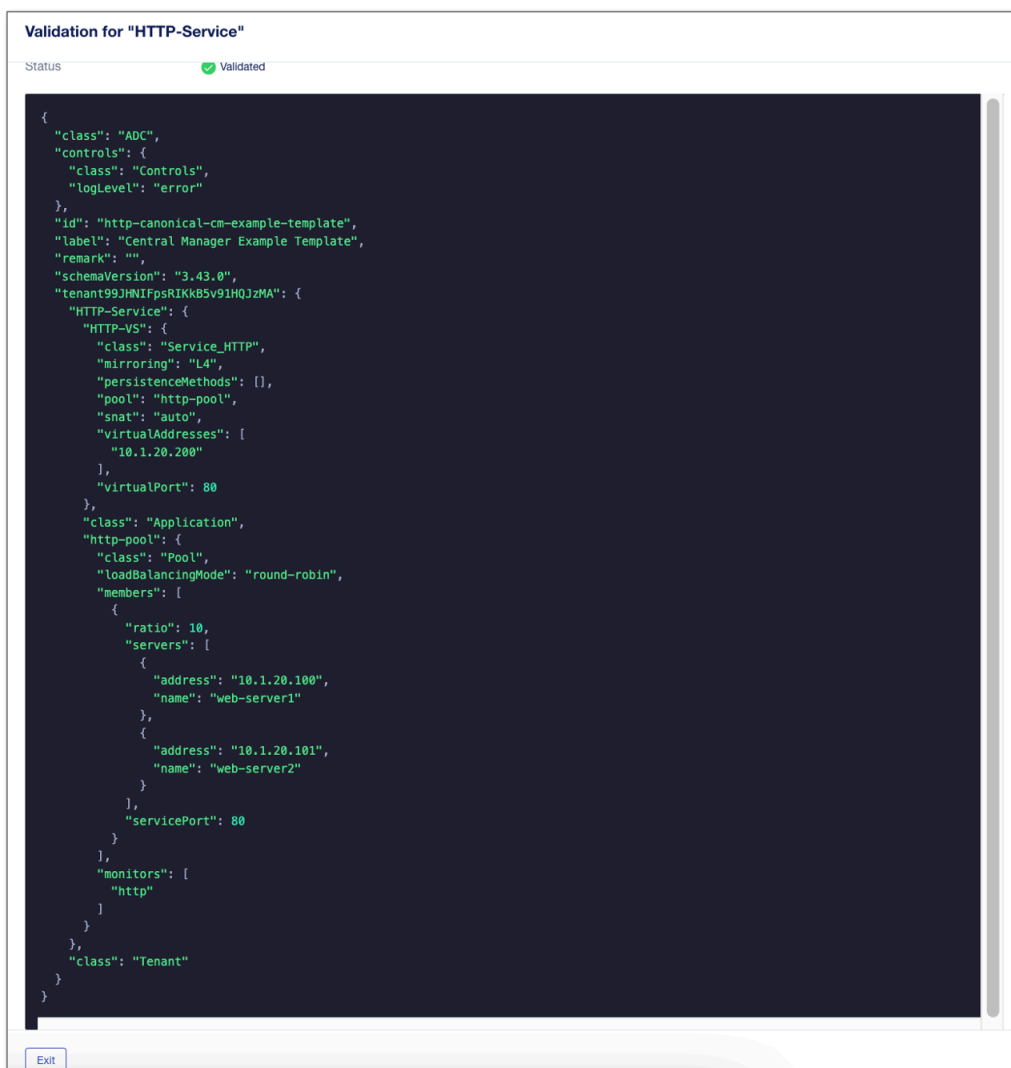 Validation for "HTTP-Service"
Status Validated
{
  "class": "ADC",
  "controls": {
    "class": "Controls",
    "logLevel": "error"
  },
  "id": "http-canonical-cm-example-template",
  "label": "Central Manager Example Template",
  "remark": "",
  "schemaVersion": "3.43.0",
  "tenant99JHNIFpsRIKkB5v91HQJzMA": {
    "HTTP-Service": {
      "HTTP-VS": {
        "class": "Service_HTTP",
        "mirroring": "L4",
        "persistenceMethods": [],
        "pool": "http-pool",
        "snat": "auto",
        "virtualAddresses": [
          "10.1.20.200"
        ],
        "virtualPort": 80
      },
      "class": "Application",
      "http-pool": {
        "class": "Pool",
        "loadBalancingMode": "round-robin",
        "members": [
          {
            "ratio": 10,
            "servers": [
              {
                "address": "10.1.20.100",
                "name": "web-server1"
              },
              {
                "address": "10.1.20.101",
                "name": "web-server2"
              }
            ],
            "servicePort": 80
          }
        ],
        "monitors": [
          "http"
        ]
      }
    },
    "class": "Tenant"
  }
}
Exit